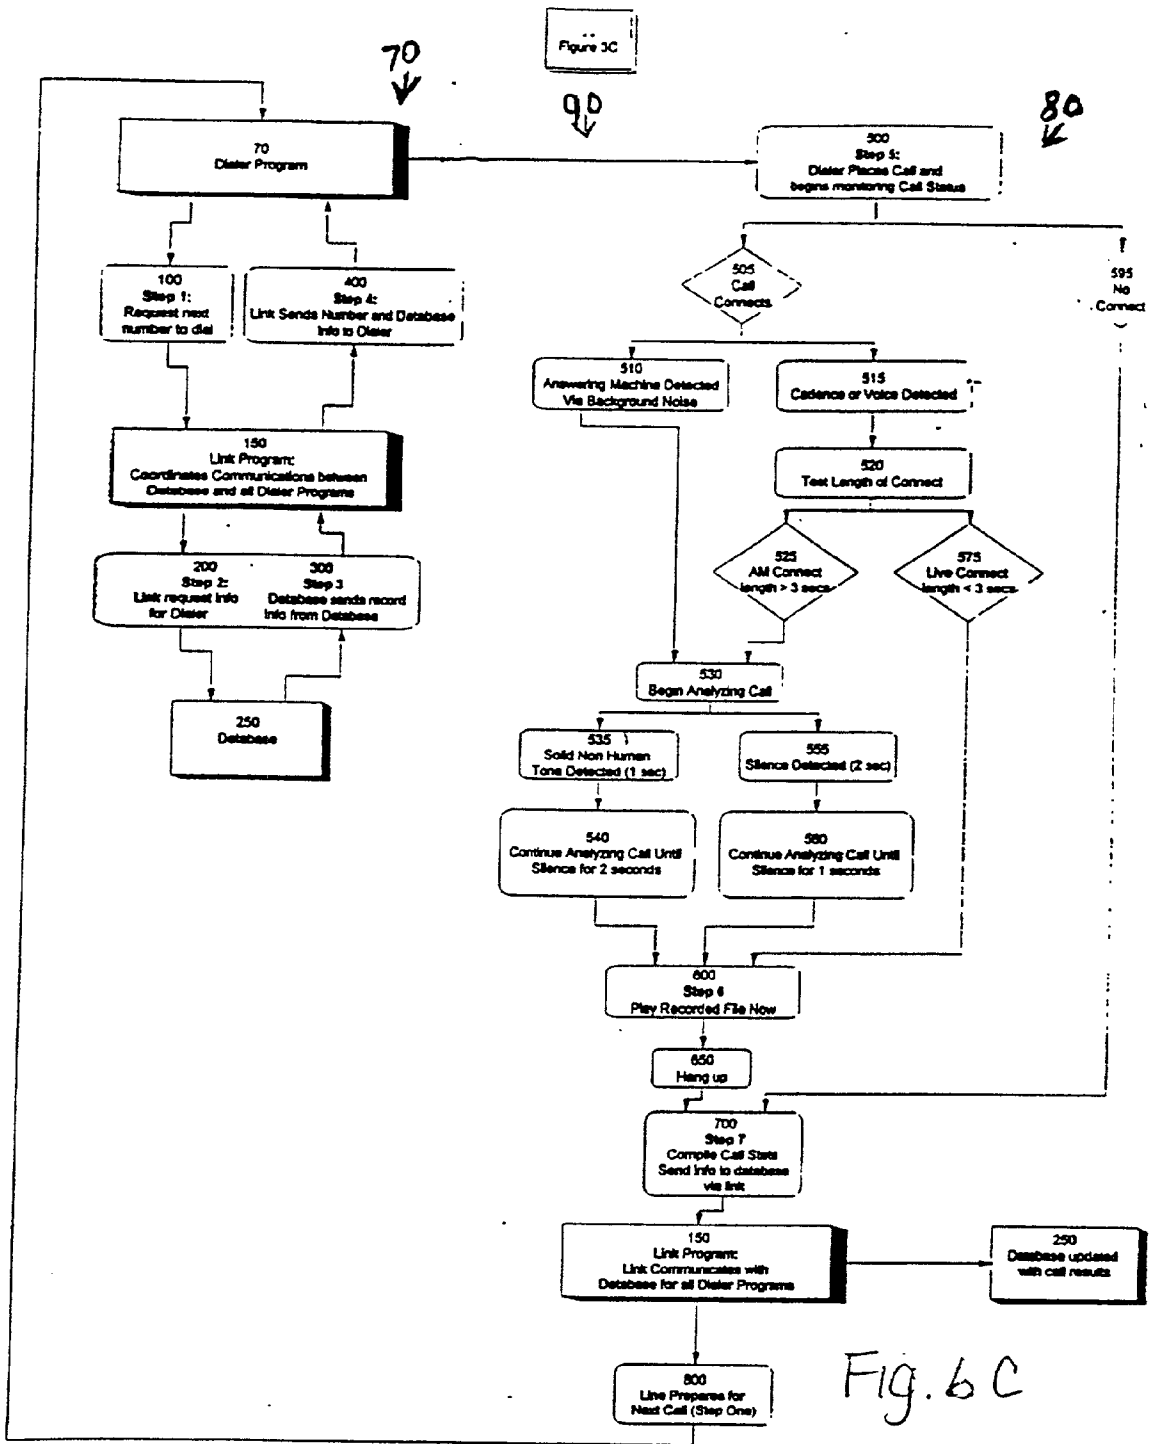 Figure 3C
70
90
80
70
Dialer Program
500
Step 5:
Dialer Places Call and
begins monitoring Call Status
100
Step 1:
Request next
number to dial
400
Step 4:
Link Sends Number and Database
Info to Dialer
505
Call
Connects
595
No
Connect
510
Answering Machine Detected
Via Background Noise
515
Cadence or Voice Detected
150
Link Program:
Coordinates Communications between
Database and all Dialer Programs
520
Test Length of Connect
200
Step 2:
Link request info
for Dialer
300
Step 3
Database sends record
info from Database
525
AM Connect
length > 3 secs
575
Live Connect
length < 3 secs
250
Database
530
Begin Analyzing Call
535
Solid Non Human
Tone Detected (1 sec)
555
Silence Detected (2 sec)
540
Continue Analyzing Call Until
Silence for 2 seconds
560
Continue Analyzing Call Until
Silence for 1 seconds
600
Step 6
Play Recorded File Now
650
Hang up
700
Step 7
Compile Call Stats
Send Info to database
via link
150
Link Program:
Link Communicates with
Database for all Dialer Programs
250
Database updated
with call results
800
Line Prepares for
Next Call (Step One)
Fig. 6C